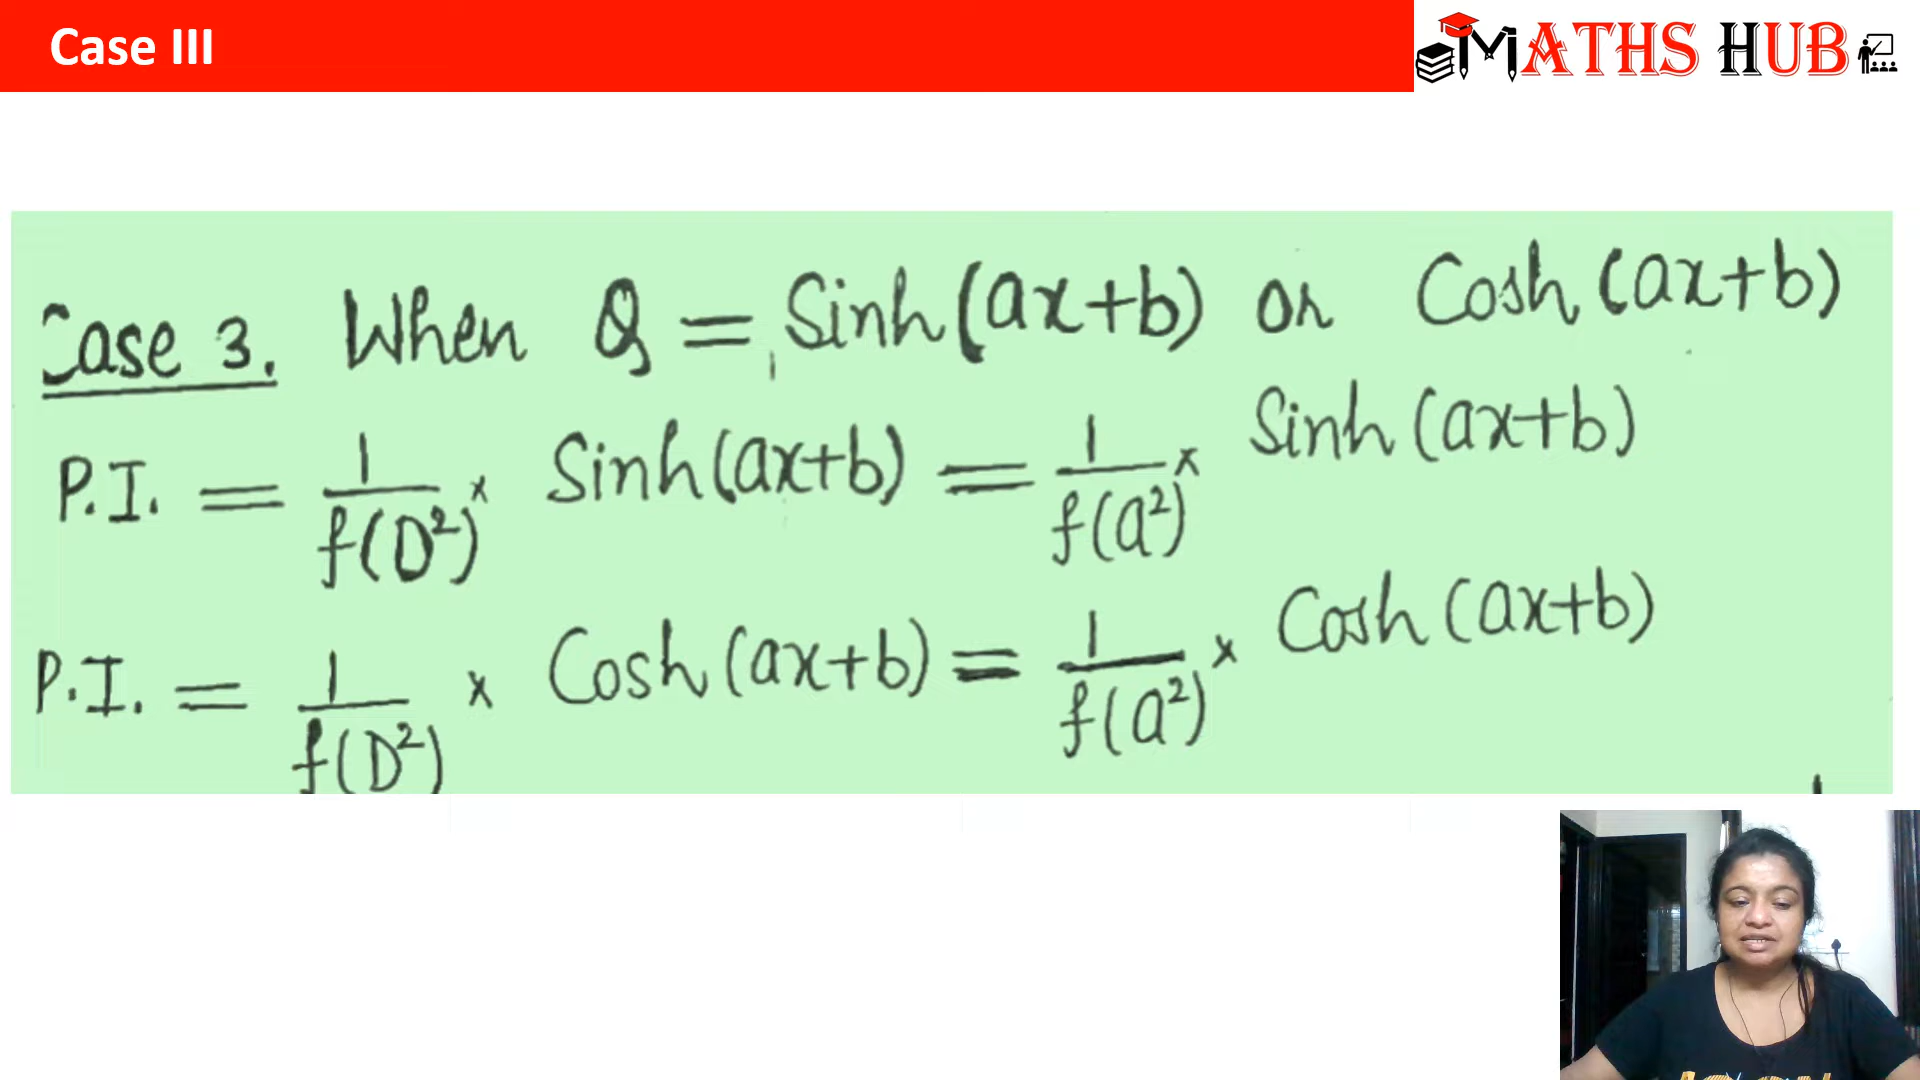 Case III
MATHS HUB
Case 3. When Q = Sinh(ax+b) or Cosh(ax+b)
P.I. = 1/f(D²) × Sinh(ax+b) = 1/f(a²) × Sinh(ax+b)
P.I. = 1/f(D²) × Cosh(ax+b) = 1/f(a²) × Cosh(ax+b)